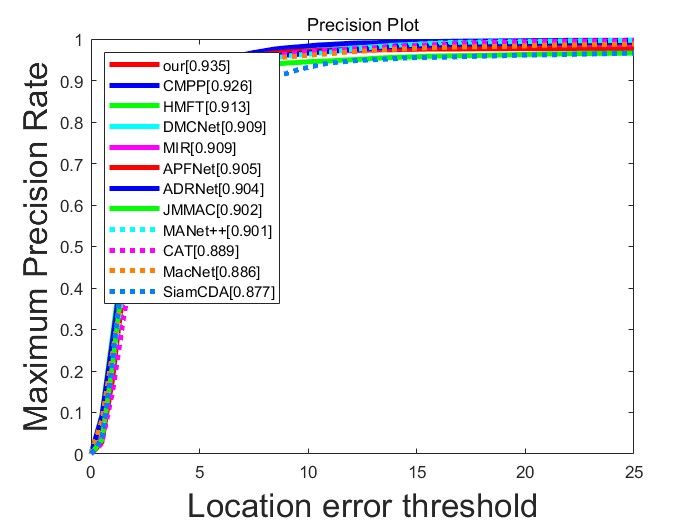 Precision Plot
Maximum Precision Rate
1
0.9
0.8
0.7
0.6
0.5
0.4
0.3
0.2
0.1
0
our[0.935]
CMPP[0.926]
HMFT[0.913]
DMCNet[0.909]
MIR[0.909]
APFNet[0.905]
ADRNet[0.904]
JMMAC[0.902]
MANet++[0.901]
CAT[0.889]
MacNet[0.886]
SiamCDA[0.877]
0 5 10 15 20 25
Location error threshold